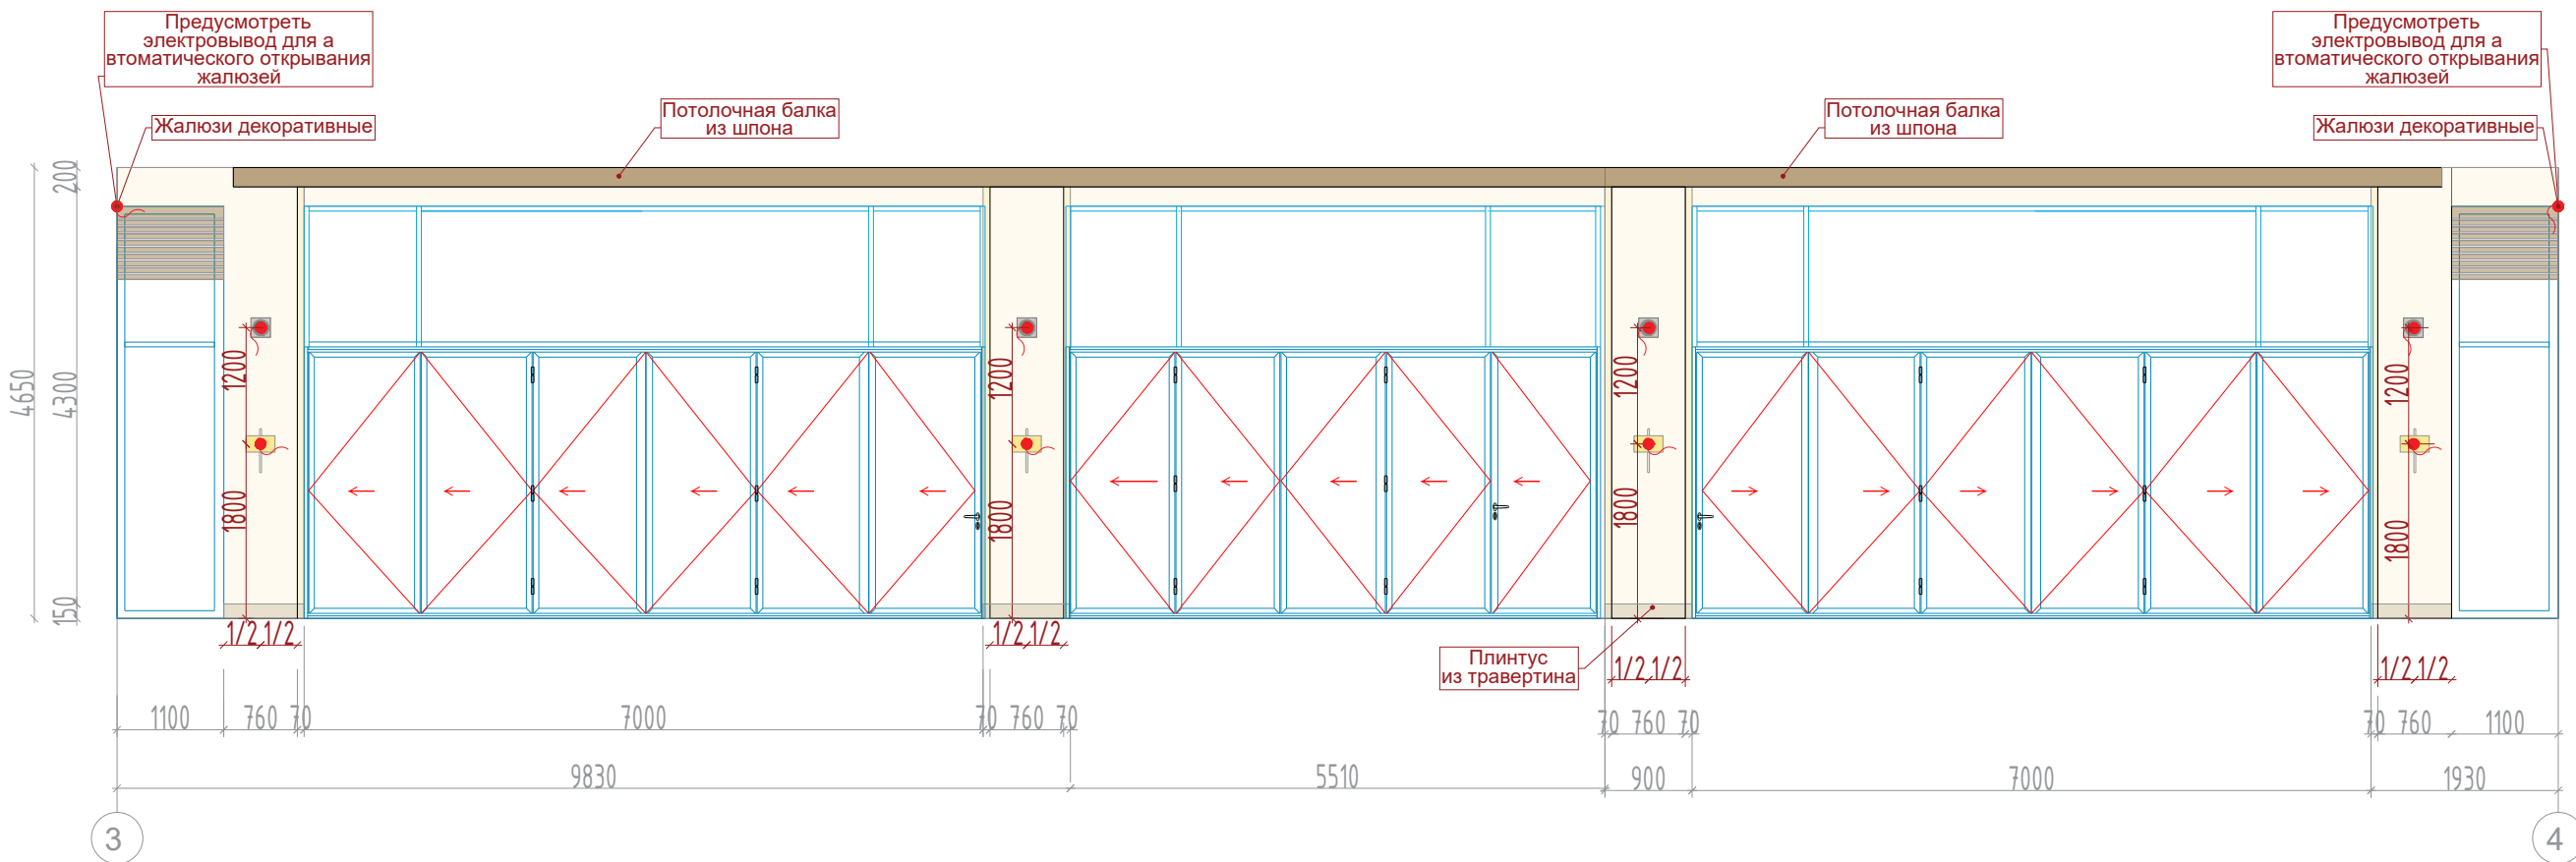 Предусмотреть
электровывод для а
втоматического открывания
жалюзей
Предусмотреть
электровывод для а
втоматического открывания
жалюзей
Жалюзи декоративные
Потолочная балка
из шпона
Потолочная балка
из шпона
Жалюзи декоративные
200
4650
4300
150
1200
1800
1200
1800
1200
1800
1200
1800
1/2 1/2
1/2 1/2
1/2 1/2
1/2 1/2
Плинтус
из травертина
1100 760 70 7000 70 760 70 70 760 70 70 760 1100
9830 5510 900 7000 1930
3 4